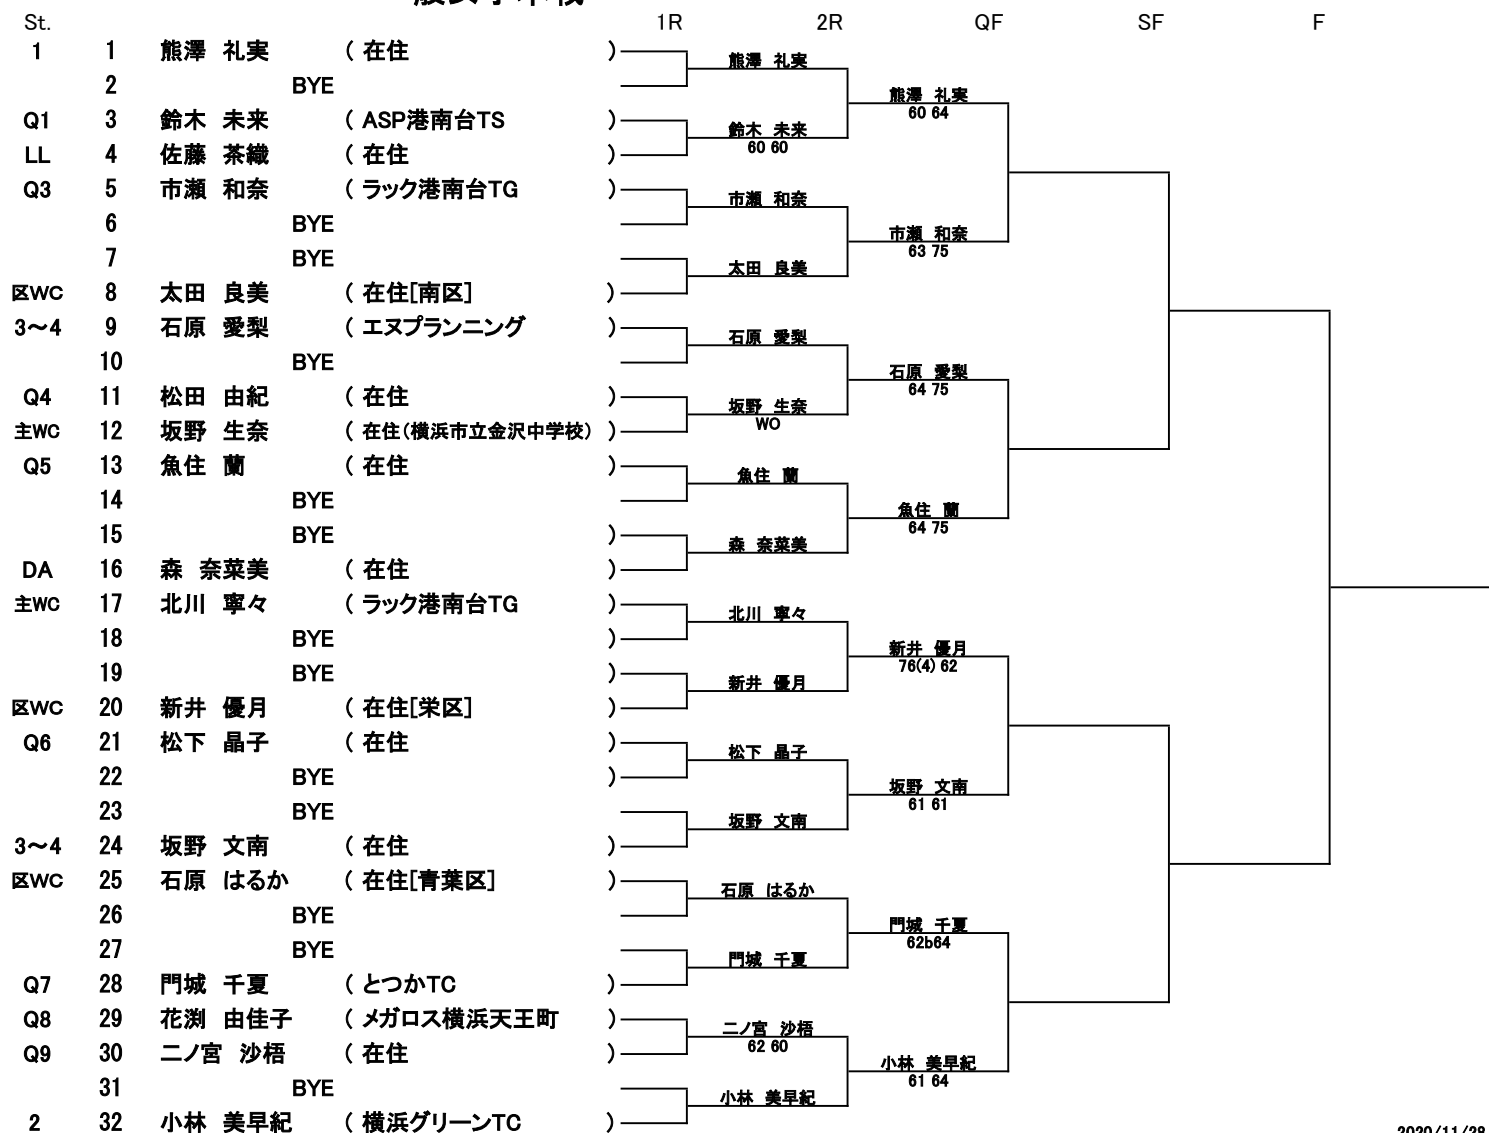 St. 1R 2R QF SF F
1 1 熊澤 礼実 ( 在住 )
2 BYE
Q1 3 鈴木 未来 ( ASP港南台TS )
LL 4 佐藤 茶織 ( 在住 )
Q3 5 市瀬 和奈 ( ラック港南台TG )
6 BYE
7 BYE )
区WC 8 太田 良美 ( 在住[南区] )
3～4 9 石原 愛梨 ( エヌプランニング )
10 BYE )
Q4 11 松田 由紀 ( 在住 )
主WC 12 坂野 生奈 ( 在住(横浜市立金沢中学校) )
Q5 13 魚住 蘭 ( 在住 )
14 BYE
15 BYE )
DA 16 森 奈菜美 ( 在住 )
主WC 17 北川 寧々 ( ラック港南台TG )
18 BYE )
19 BYE )
区WC 20 新井 優月 ( 在住[栄区] )
Q6 21 松下 晶子 ( 在住 )
22 BYE )
23 BYE
3～4 24 坂野 文南 ( 在住 )
区WC 25 石原 はるか ( 在住[青葉区] )
26 BYE
27 BYE
Q7 28 門城 千夏 ( とつかTC )
Q8 29 花渕 由佳子 ( メガロス横浜天王町 )
Q9 30 二ノ宮 沙梧 ( 在住 )
31 BYE
2 32 小林 美早紀 ( 横浜グリーンTC )
熊澤 礼実
鈴木 未来
60 60
市瀬 和奈
太田 良美
石原 愛梨
坂野 生奈
WO
魚住 蘭
森 奈菜美
北川 寧々
新井 優月
松下 晶子
坂野 文南
石原 はるか
門城 千夏
二ノ宮 沙梧
62 60
小林 美早紀
熊澤 礼実
60 64
市瀬 和奈
63 75
石原 愛梨
64 75
魚住 蘭
64 75
新井 優月
76(4) 62
坂野 文南
61 61
門城 千夏
62b64
小林 美早紀
61 64